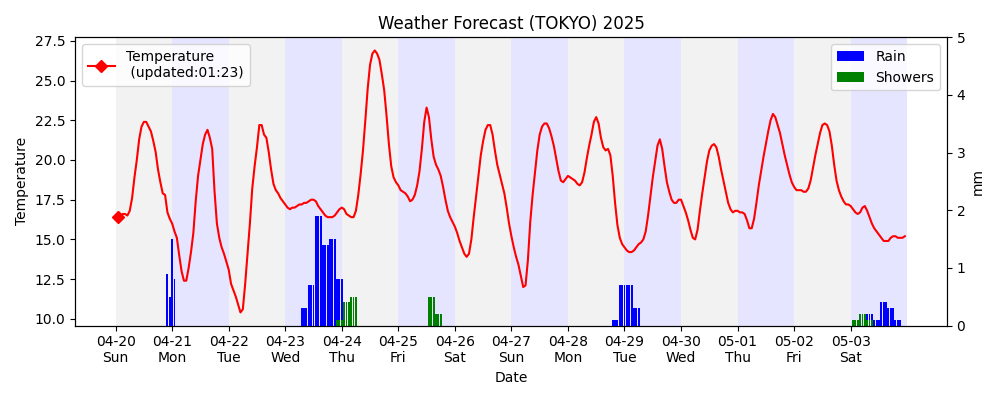 Weather Forecast (TOKYO) 2025
Temperature
(updated:01:23)
Rain
Showers
27.5
25.0
22.5
20.0
17.5
15.0
12.5
10.0
Temperature
5
4
3
2
1
0
mm
04-20 04-21 04-22 04-23 04-24 04-25 04-26 04-27 04-28 04-29 04-30 05-01 05-02 05-03
Sun Mon Tue Wed Thu Fri Sat Sun Mon Tue Wed Thu Fri Sat
Date